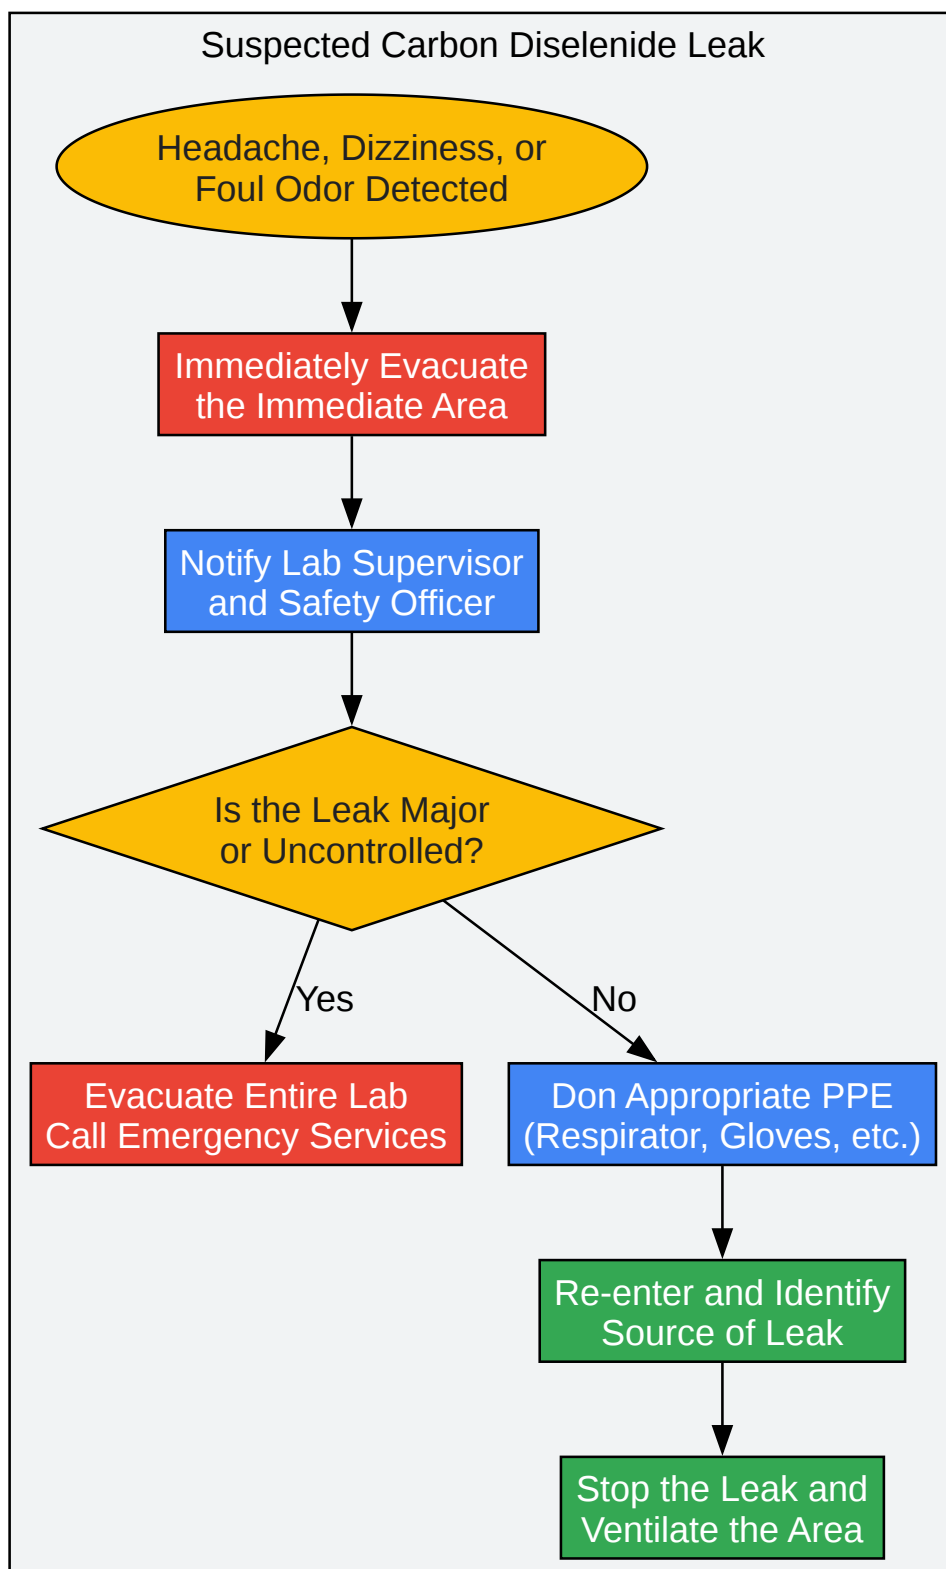 Suspected Carbon Diselenide Leak
Headache, Dizziness, or
Foul Odor Detected
Immediately Evacuate
the Immediate Area
Notify Lab Supervisor
and Safety Officer
Is the Leak Major
or Uncontrolled?
Yes
No
Evacuate Entire Lab
Call Emergency Services
Don Appropriate PPE
(Respirator, Gloves, etc.)
Re-enter and Identify
Source of Leak
Stop the Leak and
Ventilate the Area